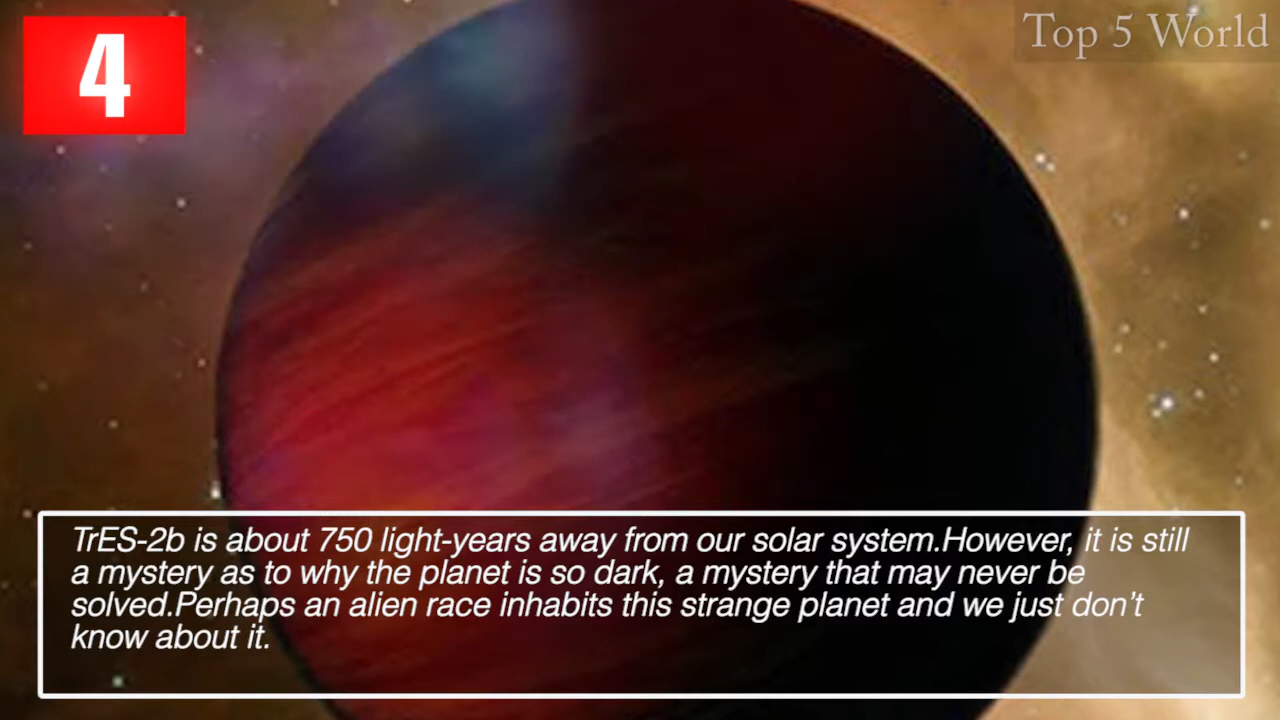 4
Top 5 World
TrES-2b is about 750 light-years away from our solar system.However, it is still
a mystery as to why the planet is so dark, a mystery that may never be
solved.Perhaps an alien race inhabits this strange planet and we just don’t
know about it.